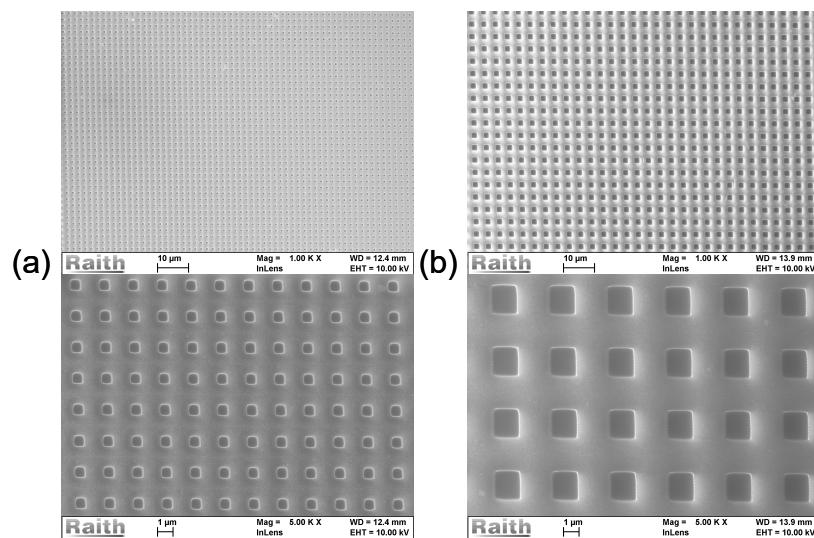 (a)
Raith
10 µm
Mag = 1.00 K X
WD = 12.4 mm
InLens
EHT = 10.00 kV
Raith
1 µm
Mag = 5.00 K X
WD = 12.4 mm
InLens
EHT = 10.00 kV
(b)
Raith
10 µm
Mag = 1.00 K X
WD = 13.9 mm
InLens
EHT = 10.00 kV
Raith
1 µm
Mag = 5.00 K X
WD = 13.9 mm
InLens
EHT = 10.00 kV